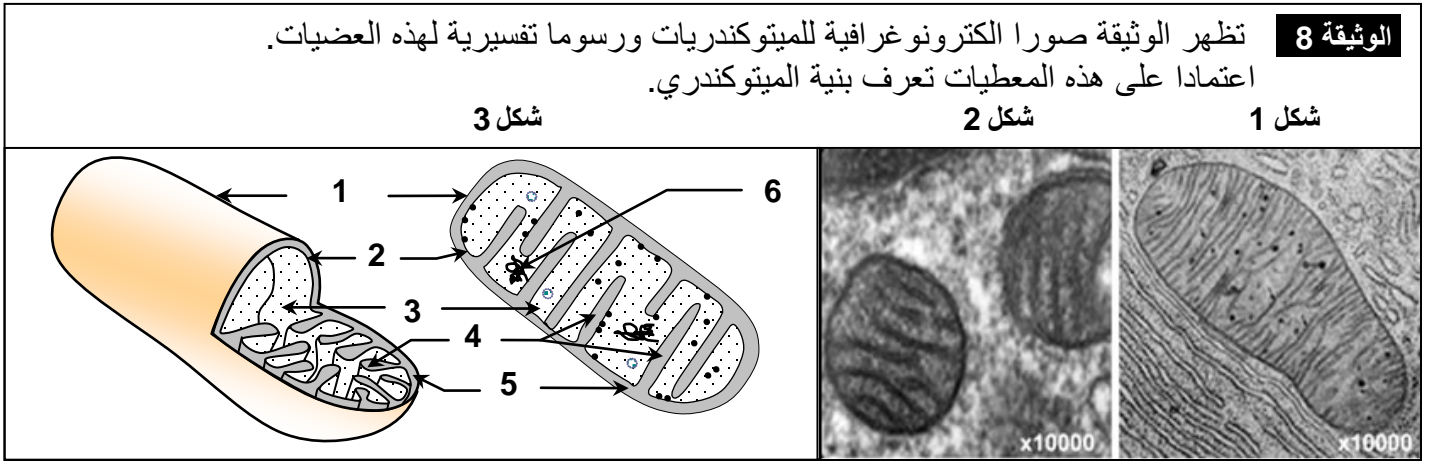 الوثيقة 8 تظهر الوثيقة صورا الكترونوغرافية للميتوكندريات ورسوما تفسيرية لهذه العضيات.
اعتمادا على هذه المعطيات تعرف بنية الميتوكندري.
شكل 1 شكل 2 شكل 3
1
6
2
3
4
5
x10000
x10000